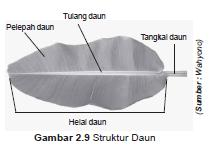 Tulang daun
Pelepah daun
Tangkai daun
Helai daun
(Sumber: Wahyono)
Gambar 2.9 Struktur Daun